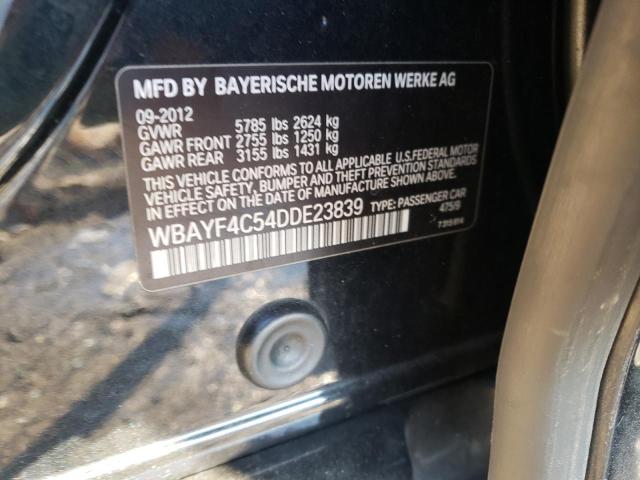 MFD BY BAYERISCHE MOTOREN WERKE AG
09-2012
GVWR 5785 lbs 2624 kg
GAWR FRONT 2755 lbs 1250 kg
GAWR REAR 3155 lbs 1431 kg
THIS VEHICLE CONFORMS TO ALL APPLICABLE U.S.FEDERAL MOTOR
VEHICLE SAFETY, BUMPER AND THEFT PREVENTION STANDARDS
IN EFFECT ON THE DATE OF MANUFACTURE SHOWN ABOVE.
WBAYF4C54DDE23839 TYPE: PASSENGER CAR
475/9